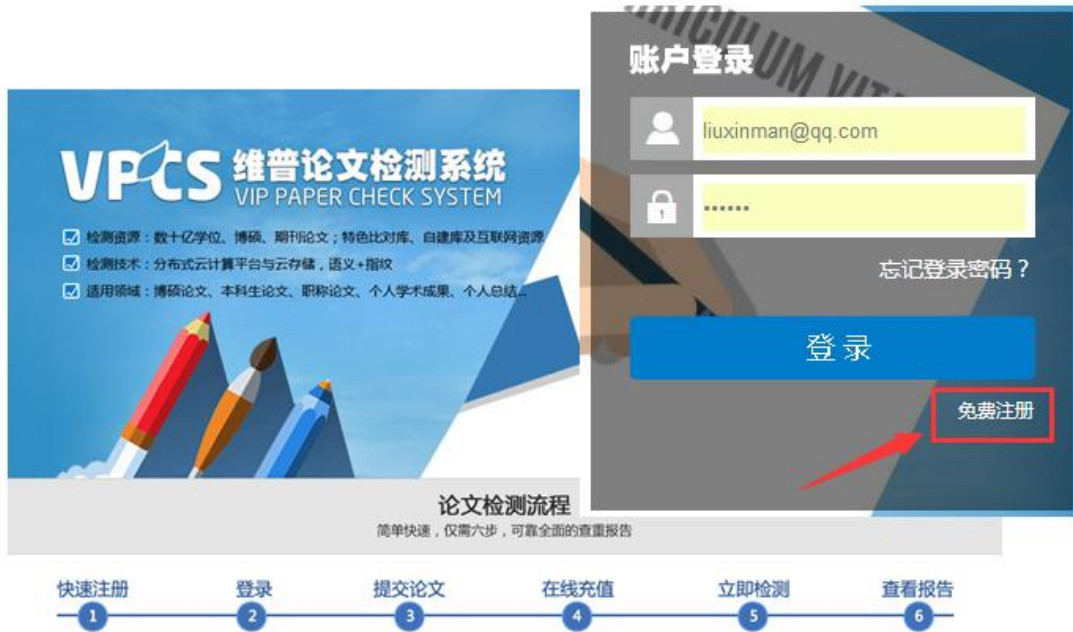 VPCS 维普论文检测系统
VIP PAPER CHECK SYSTEM
检测资源：数十亿学位、博硕、期刊论文；特色比对库、自建库及互联网资源
检测技术：分布式云计算平台与云存储，语义+指纹
适用领域：博硕论文、本科生论文、职称论文、个人学术成果、个人总结...
账户登录
liuxinman@qq.com
••••••
忘记登录密码？
登录
免费注册
论文检测流程
简单快速，仅需六步，可靠全面的查重报告
快速注册 登录 提交论文 在线充值 立即检测 查看报告
1 2 3 4 5 6